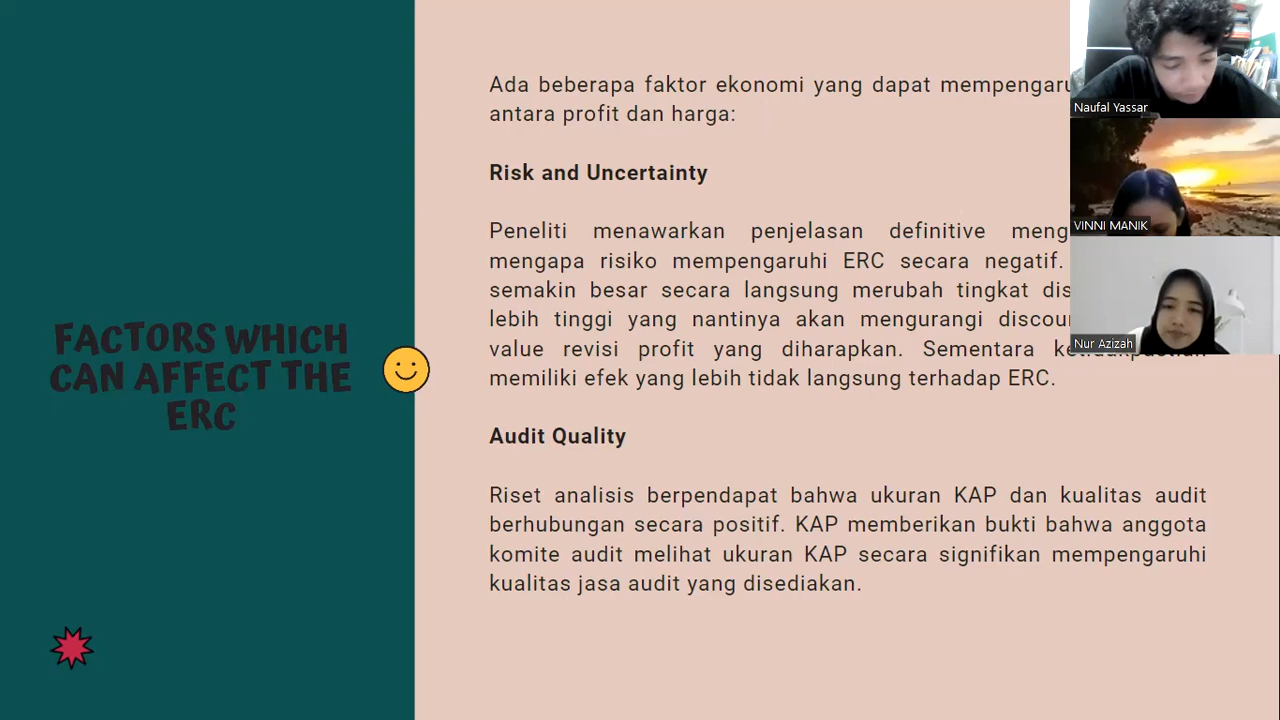 FACTORS WHICH
CAN AFFECT THE
ERC
Ada beberapa faktor ekonomi yang dapat
antara profit dan harga:
Risk and Uncertainty
Peneliti menawarkan penjelasan definitive
mengapa risiko mempengaruhi ERC secara negatif.
semakin besar secara langsung merubah tingkat
lebih tinggi yang nantinya akan mengurangi
value revisi profit yang diharapkan. Sementara
memiliki efek yang lebih tidak langsung terhadap ERC.
Audit Quality
Riset analisis berpendapat bahwa ukuran KAP dan kualitas audit
berhubungan secara positif. KAP memberikan bukti bahwa anggota
komite audit melihat ukuran KAP secara signifikan mempengaruhi
kualitas jasa audit yang disediakan.
Naufal Yassar
VINNI MANIK
Nur Azizah